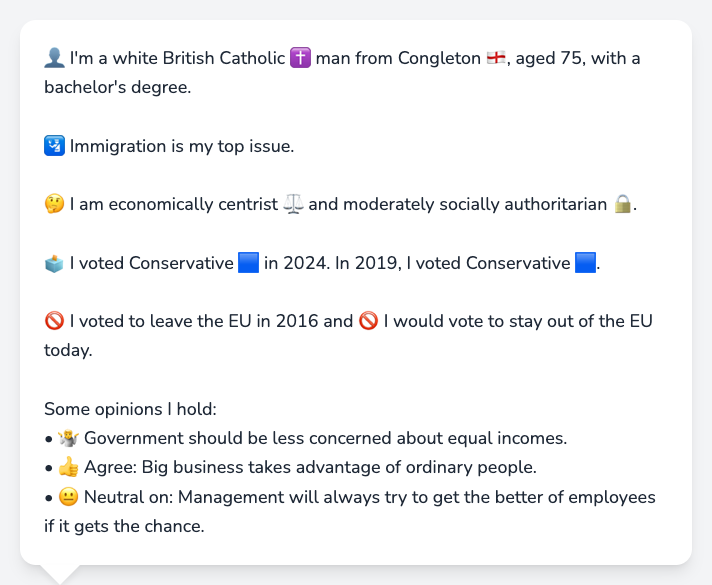 👤 I'm a white British Catholic ✝️ man from Congleton 🏴󠁧󠁢󠁥󠁮󠁧󠁿, aged 75, with a
bachelor's degree.
🛂 Immigration is my top issue.
🤔 I am economically centrist ⚖️ and moderately socially authoritarian 🔒.
🗳️ I voted Conservative 🟦 in 2024. In 2019, I voted Conservative 🟦.
🚫 I voted to leave the EU in 2016 and 🚫 I would vote to stay out of the EU
today.
Some opinions I hold:
• 🤷 Government should be less concerned about equal incomes.
• 👍 Agree: Big business takes advantage of ordinary people.
• 😐 Neutral on: Management will always try to get the better of employees
if it gets the chance.